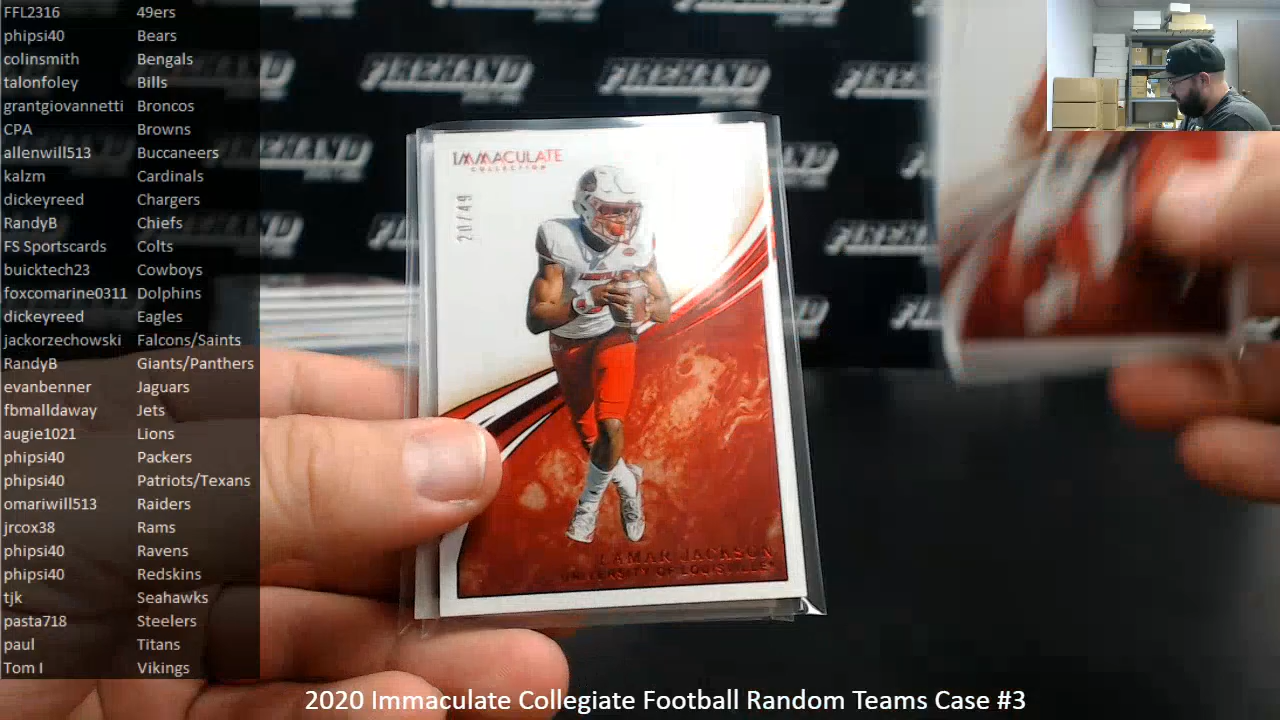 FFL2316 49ers
phipsi40 Bears
colinsmith Bengals
talonfoley Bills
grantgiovannetti Broncos
CPA Browns
allenwill513 Buccaneers
kalzm Cardinals
dickeyreed Chargers
RandyB Chiefs
FS Sportscards Colts
buicktech23 Cowboys
foxcomarine0311 Dolphins
dickeyreed Eagles
jackorzechowski Falcons/Saints
RandyB Giants/Panthers
evanbenner Jaguars
fbmalldaway Jets
augie1021 Lions
phipsi40 Packers
phipsi40 Patriots/Texans
omariwill513 Raiders
jrcox38 Rams
phipsi40 Ravens
phipsi40 Redskins
tjk Seahawks
pasta718 Steelers
paul Titans
Tom I Vikings
FIREHAND
FIREHAND
IMMACULATE
COLLECTION
20/49
LAMAR JACKSON
UNIVERSITY OF LOUISVILLE
2020 Immaculate Collegiate Football Random Teams Case #3